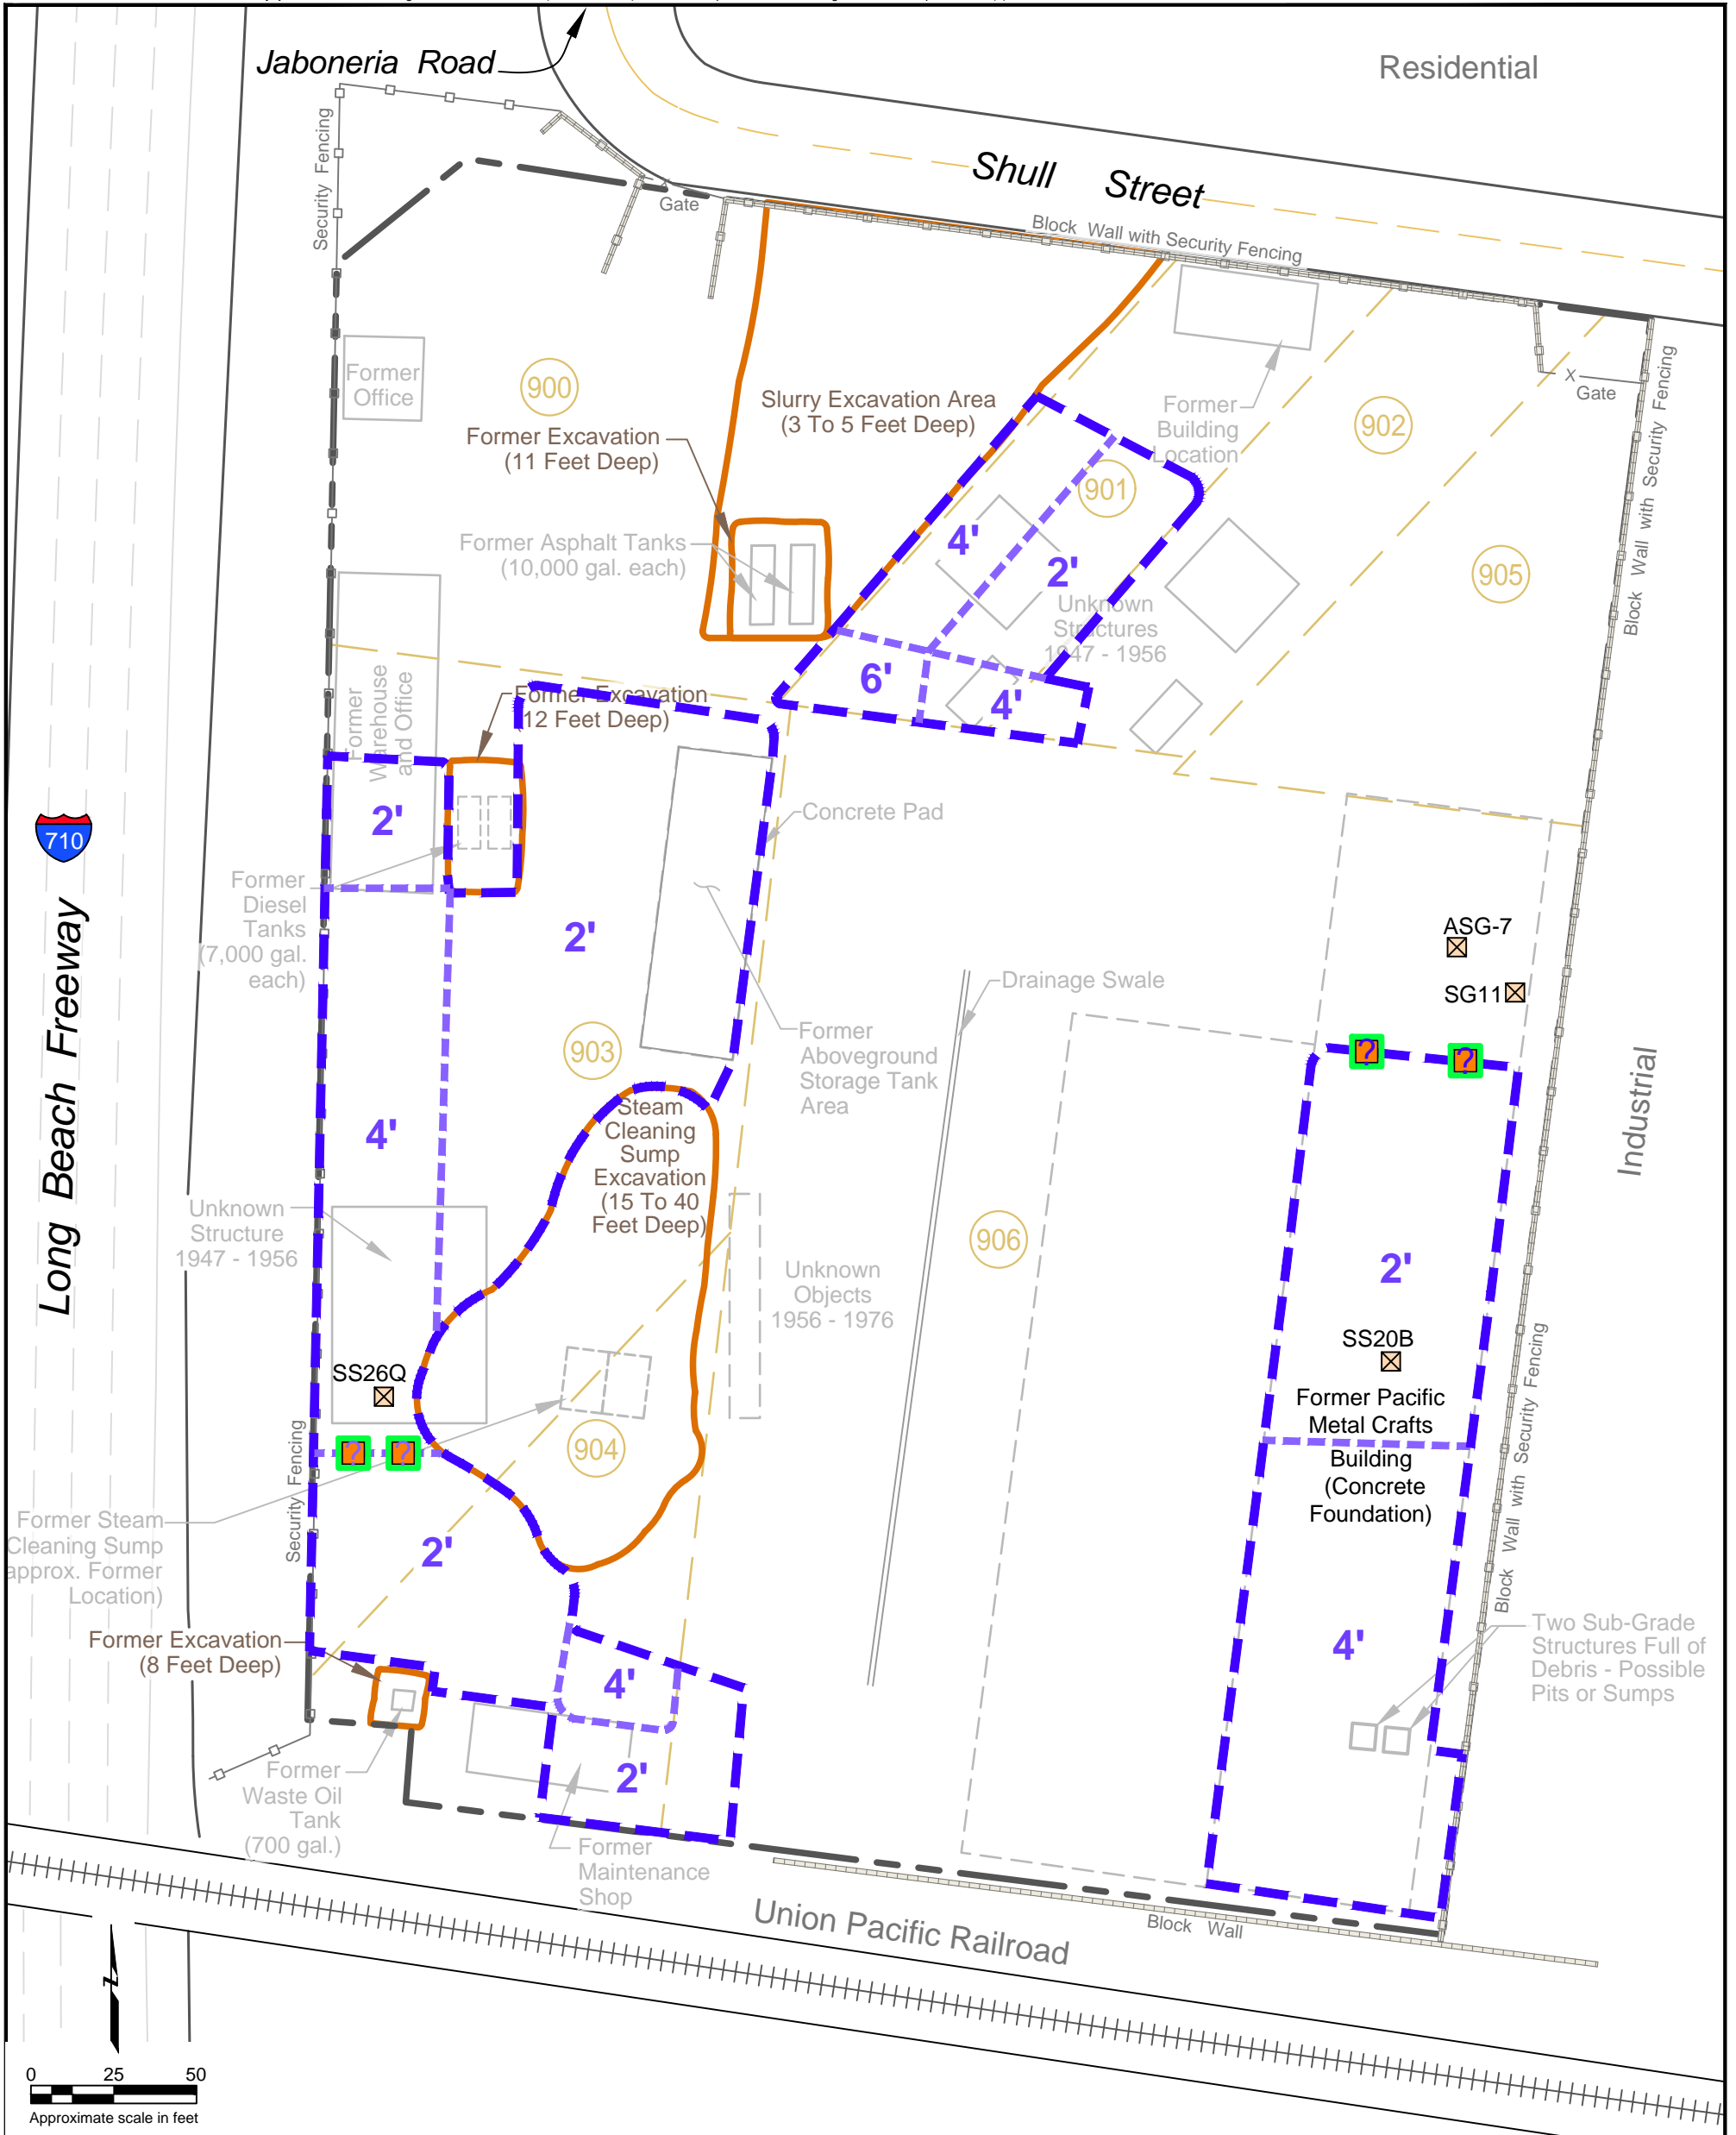 Jaboneria Road
Residential
Shull Street
Security Fencing
Gate
Block Wall with Security Fencing
Former
Office
900
Slurry Excavation Area
(3 To 5 Feet Deep)
Former Excavation
(11 Feet Deep)
Former
Building
Location
902
X
Gate
Block Wall with Security Fencing
901
4'
2'
Former Asphalt Tanks
(10,000 gal. each)
905
Unknown
Structures
1947 - 1956
6'
4'
Former
Warehouse
and Office
Former Excavation
(12 Feet Deep)
2'
Concrete Pad
710
Former
Diesel
Tanks
(7,000 gal.
each)
2'
ASG-7
SG11
Drainage Swale
Long Beach Freeway
903
Former
Aboveground
Storage Tank
Area
?
?
Industrial
4'
Steam
Cleaning
Sump
Excavation
(15 To 40
Feet Deep)
Unknown
Structure
1947 - 1956
906
Unknown
Objects
1956 - 1976
2'
SS20B
SS26Q
Former Pacific
Metal Crafts
Building
(Concrete
Foundation)
Block Wall with Security Fencing
?
?
904
Security Fencing
Former Steam
Cleaning Sump
approx. Former
Location)
2'
Former Excavation
(8 Feet Deep)
4'
4'
Two Sub-Grade
Structures Full of
Debris - Possible
Pits or Sumps
2'
Former
Waste Oil
Tank
(700 gal.)
Former
Maintenance
Shop
Union Pacific Railroad
Block Wall
0 25 50
Approximate scale in feet